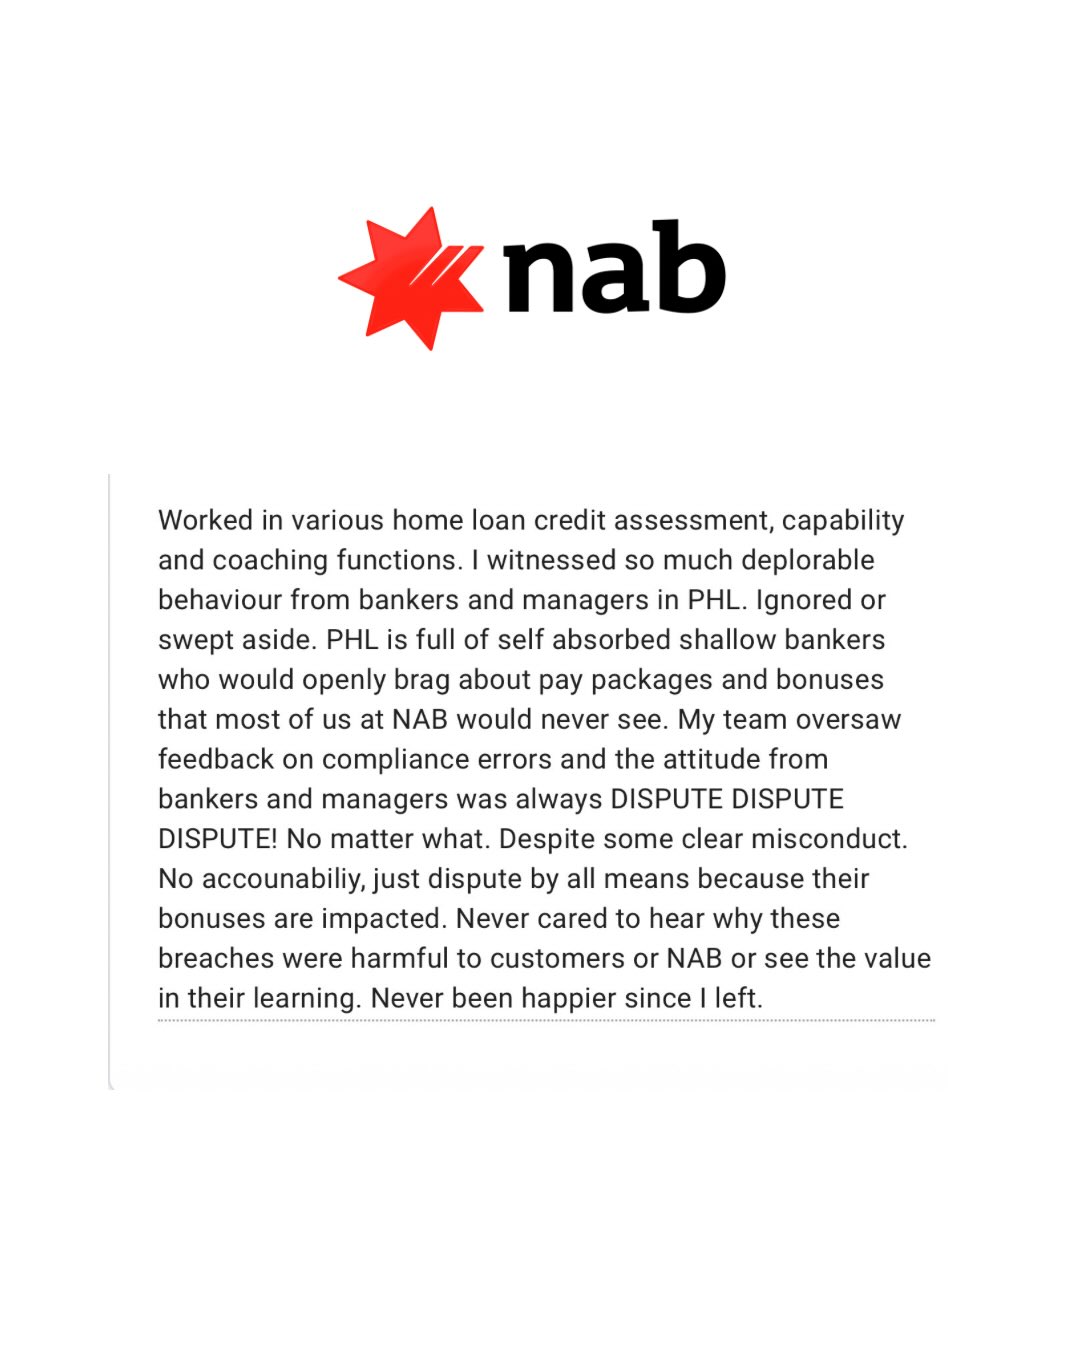 nab
Worked in various home loan credit assessment, capability
and coaching functions. I witnessed so much deplorable
behaviour from bankers and managers in PHL. Ignored or
swept aside. PHL is full of self absorbed shallow bankers
who would openly brag about pay packages and bonuses
that most of us at NAB would never see. My team oversaw
feedback on compliance errors and the attitude from
bankers and managers was always DISPUTE DISPUTE
DISPUTE! No matter what. Despite some clear misconduct.
No accounabiliy, just dispute by all means because their
bonuses are impacted. Never cared to hear why these
breaches were harmful to customers or NAB or see the value
in their learning. Never been happier since I left.